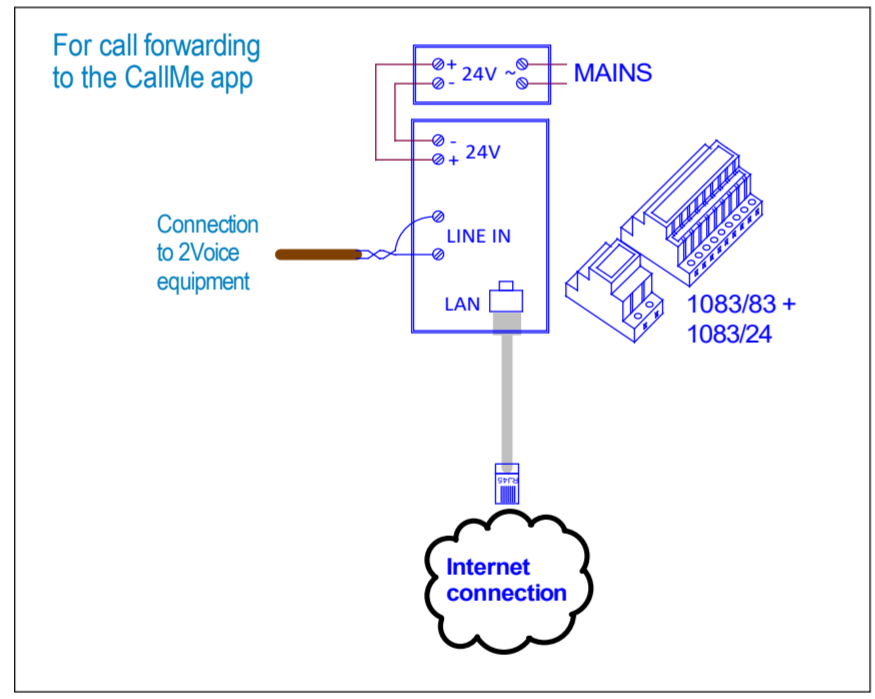 For call forwarding
to the CallMe app
+ 24V ~
-
MAINS
- 24V
+
Connection
to 2Voice
equipment
LINE IN
LAN
1083/83 +
1083/24
RJ45
Internet
connection